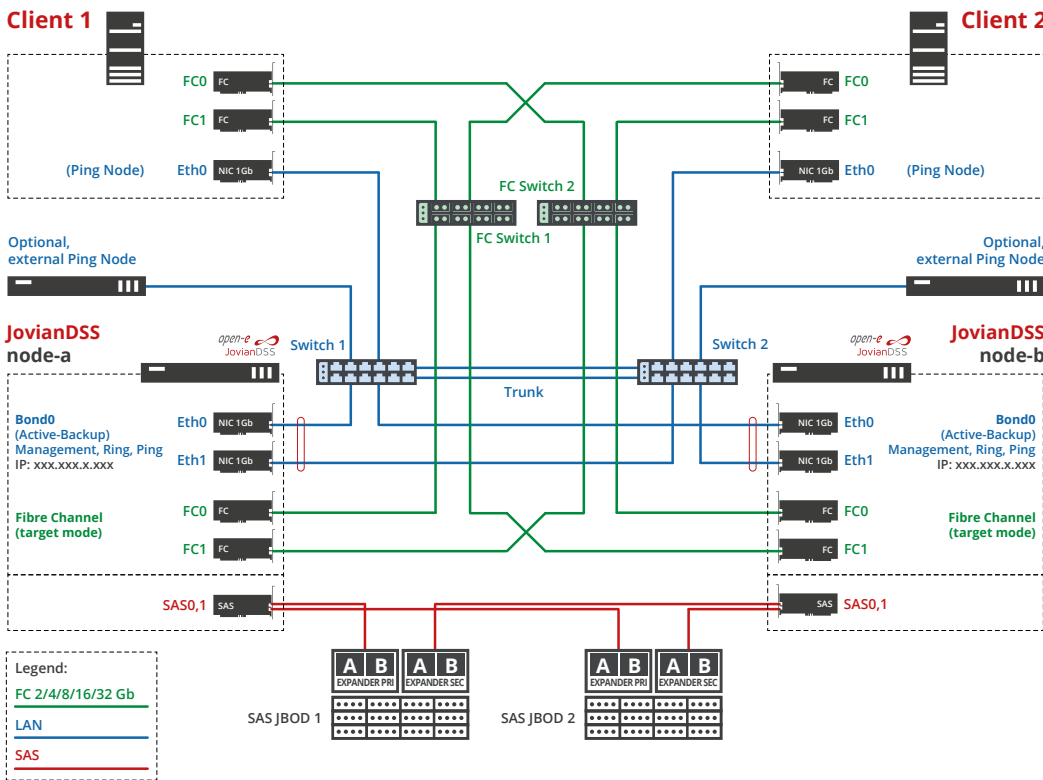 Client 1
Client 2
FC0
FC
FC
FC0
FC1
FC
FC
FC1
(Ping Node)
Eth0
NIC 1Gb
NIC 1Gb
Eth0
(Ping Node)
FC Switch 2
FC Switch 1
Optional,
external Ping Node
Optional,
external Ping Node
JovianDSS
node-a
open-e
JovianDSS
Switch 1
Switch 2
open-e
JovianDSS
JovianDSS
node-b
Trunk
Bond0
(Active-Backup)
Management, Ring, Ping
IP: xxx.xxx.x.xxx
Eth0
NIC 1Gb
Eth1
NIC 1Gb
NIC 1Gb
Eth0
NIC 1Gb
Eth1
Bond0
(Active-Backup)
Management, Ring, Ping
IP: xxx.xxx.x.xxx
Fibre Channel
(target mode)
FC0
FC
FC1
FC
FC0
FC
FC1
Fibre Channel
(target mode)
SAS0,1
SAS
SAS
SAS0,1
Legend:
FC 2/4/8/16/32 Gb
LAN
SAS
A B
EXPANDER PRI
A B
EXPANDER SEC
SAS JBOD 1
A B
EXPANDER PRI
A B
EXPANDER SEC
SAS JBOD 2